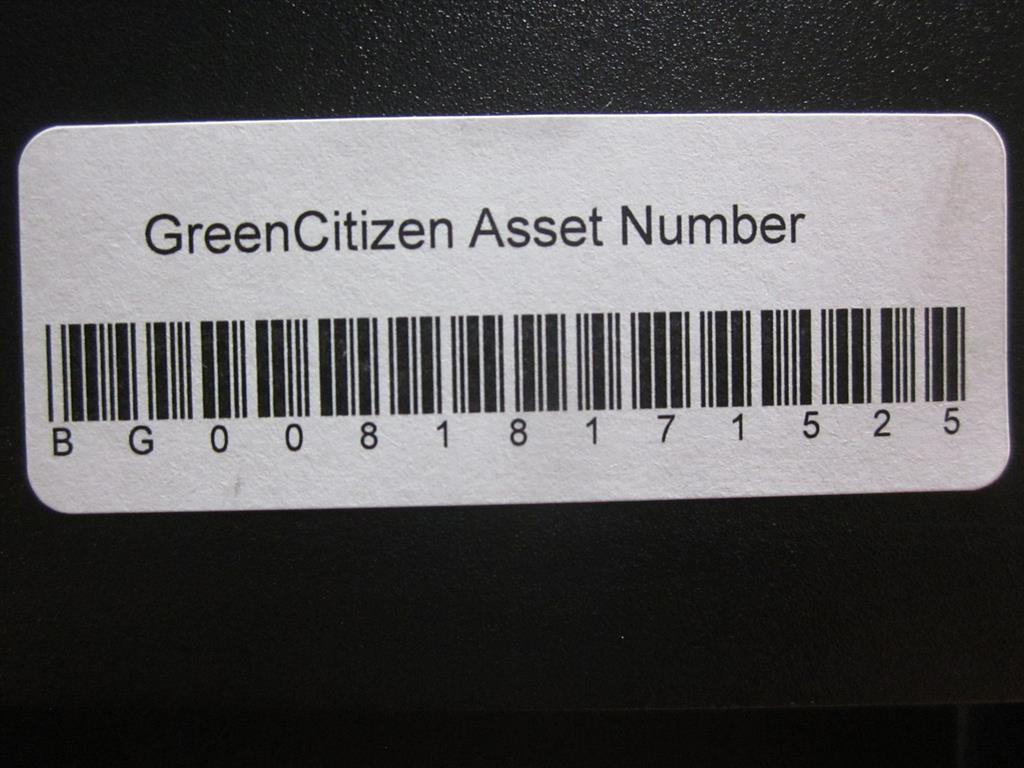 GreenCitizen Asset Number
B G 0 0 8 1 8 1 7 1 5 2 5